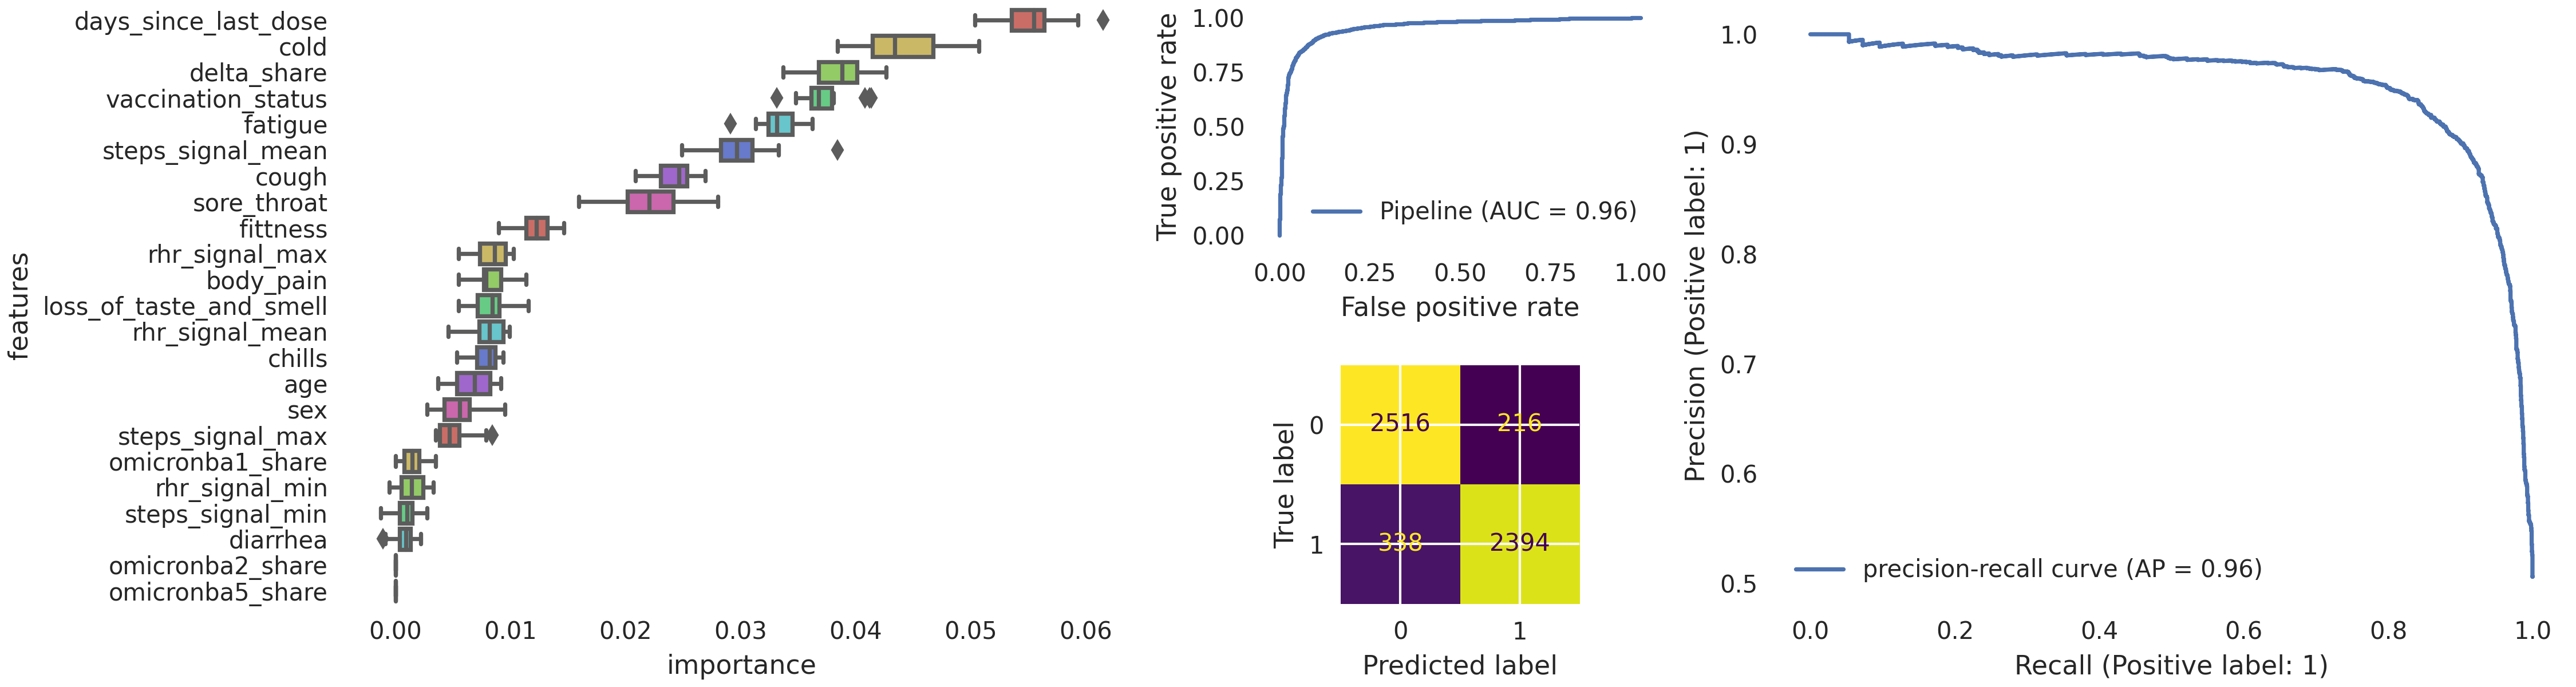 features
days_since_last_dose
cold
delta_share
vaccination_status
fatigue
steps_signal_mean
cough
sore_throat
fittness
rhr_signal_max
body_pain
loss_of_taste_and_smell
rhr_signal_mean
chills
age
sex
steps_signal_max
omicronba1_share
rhr_signal_min
steps_signal_min
diarrhea
omicronba2_share
omicronba5_share
0.00 0.01 0.02 0.03 0.04 0.05 0.06
importance
True positive rate
1.00
0.75
0.50
0.25
0.00
Pipeline (AUC = 0.96)
0.00 0.25 0.50 0.75 1.00
False positive rate
True label
0
1
2516 216
338 2394
0 1
Predicted label
Precision (Positive label: 1)
1.0
0.9
0.8
0.7
0.6
0.5
precision-recall curve (AP = 0.96)
0.0 0.2 0.4 0.6 0.8 1.0
Recall (Positive label: 1)